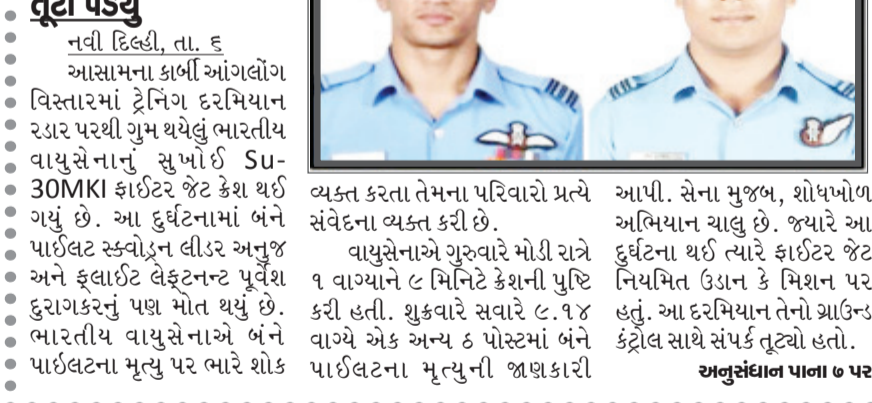 તૂટી પડ્યું
નવી દિલ્હી, તા. ૬
આસામના કાર્બી આંગલોંગ
વિસ્તારમાં ટ્રેનિંગ દરમિયાન
રડાર પરથી ગુમ થયેલું ભારતીય
વાયુસેનાનું સુખોઈ Su-
30MKI ફાઈટર જેટ ક્રેશ થઈ
ગયું છે. આ દુર્ઘટનામાં બંને
પાઈલટ સ્ક્વોડ્રન લીડર અનુજ
અને ફ્લાઈટ લેફ્ટનન્ટ પૂર્વેશ
દુરાગકરનું પણ મોત થયું છે.
ભારતીય વાયુસેનાએ બંને
પાઇલટના મૃત્યુ પર ભારે શોક
વ્યક્ત કરતા તેમના પરિવારો પ્રત્યે
સંવેદના વ્યક્ત કરી છે.
વાયુસેનાએ ગુરુવારે મોડી રાત્રે
૧ વાગ્યાને ૯ મિનિટે ક્રેશની પુષ્ટિ
કરી હતી. શુક્રવારે સવારે ૯.૧૪
વાગ્યે એક અન્ય ઠ પોસ્ટમાં બંને
પાઈલટના મૃત્યુની જાણકારી
આપી. સેના મુજબ, શોધખોળ
અભિયાન ચાલુ છે. જ્યારે આ
દુર્ઘટના થઈ ત્યારે ફાઈટર જેટ
નિયમિત ઉડાન કે મિશન પર
હતું. આ દરમિયાન તેનો ગ્રાઉન્ડ
કંટ્રોલ સાથે સંપર્ક તૂટ્યો હતો.
અનુસંધાન પાના ૭ પર